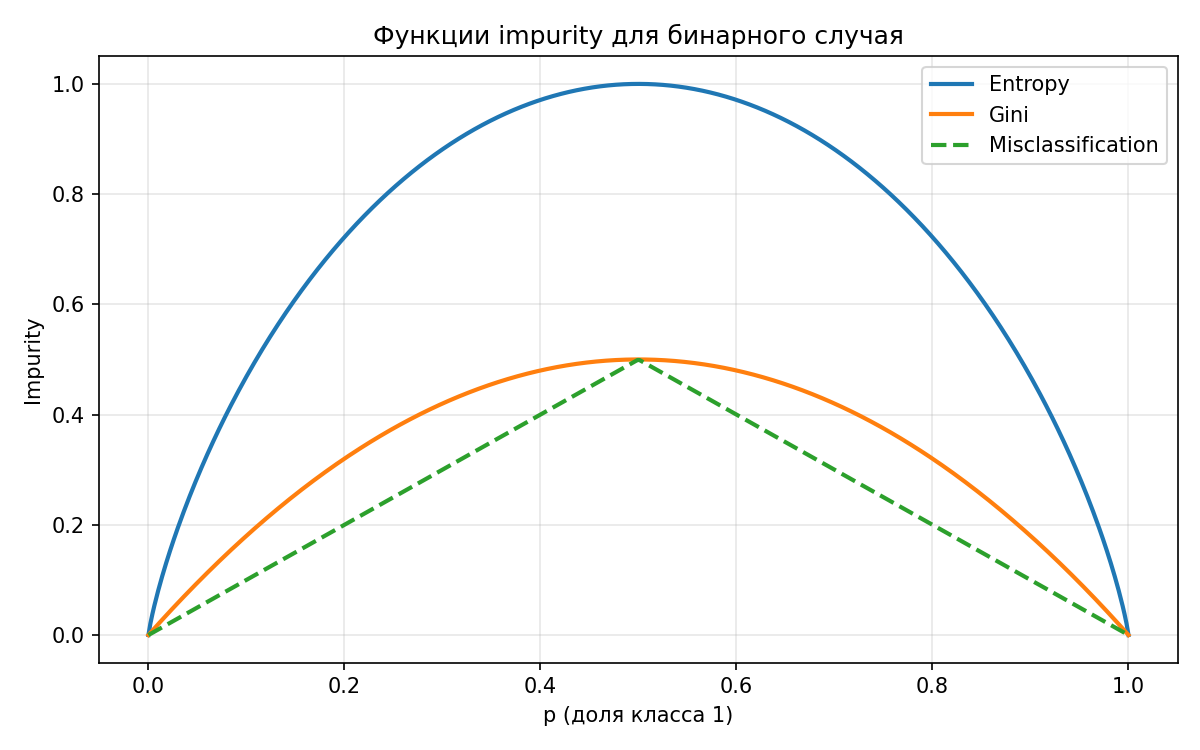 Функции impurity для бинарного случая
Entropy
Gini
Misclassification
Impurity
1.0
0.8
0.6
0.4
0.2
0.0
0.0 0.2 0.4 0.6 0.8 1.0
p (доля класса 1)